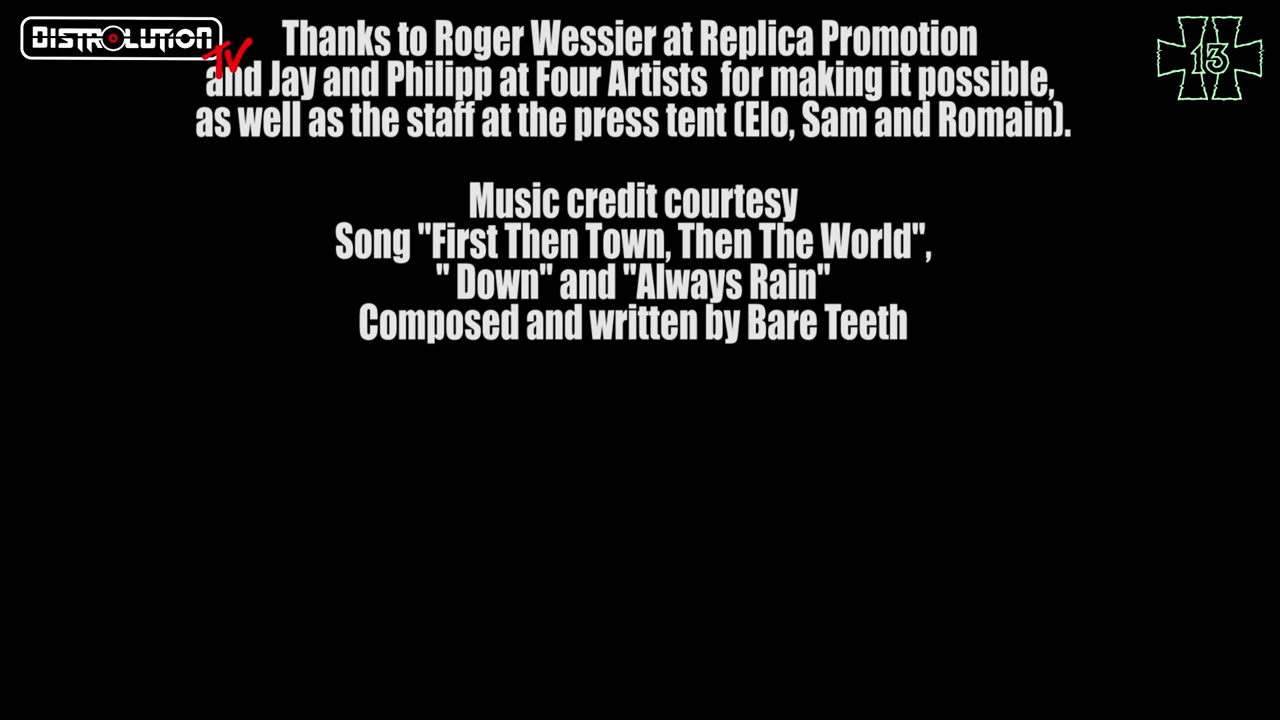 DISTROLUTION
TV
13
Thanks to Roger Wessier at Replica Promotion
and Jay and Philipp at Four Artists  for making it possible,
as well as the staff at the press tent (Elo, Sam and Romain).
Music credit courtesy
Song "First Then Town, Then The World",
" Down" and "Always Rain"
Composed and written by Bare Teeth